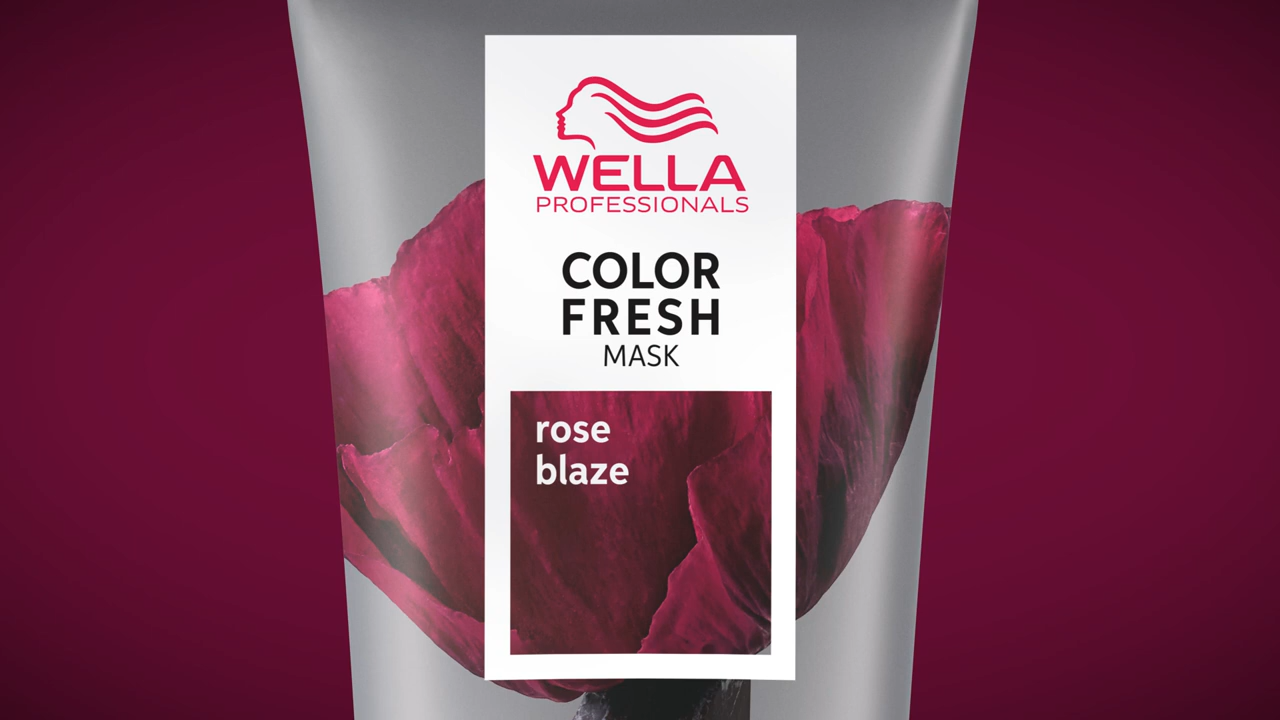 WELLA
PROFESSIONALS
COLOR
FRESH
MASK
rose
blaze